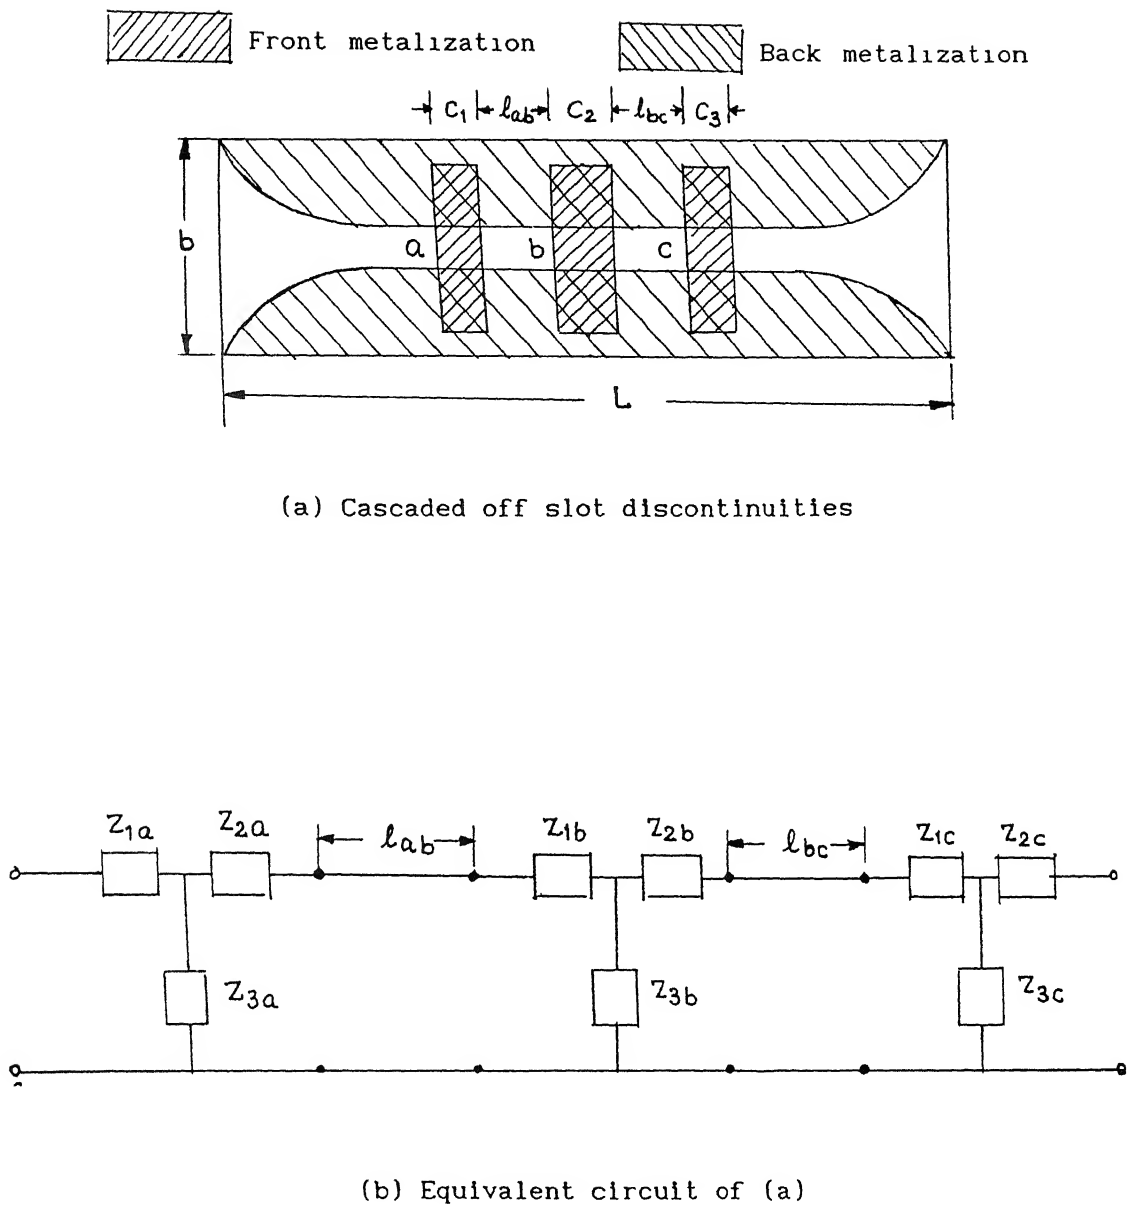 Front metalization
Back metalization
C1 lab C2 lbc C3
b
a b c
L
(a) Cascaded off slot discontinuities
Z1a Z2a lab Z1b Z2b lbc Z1c Z2c
Z3a Z3b Z3c
(b) Equivalent circuit of (a)